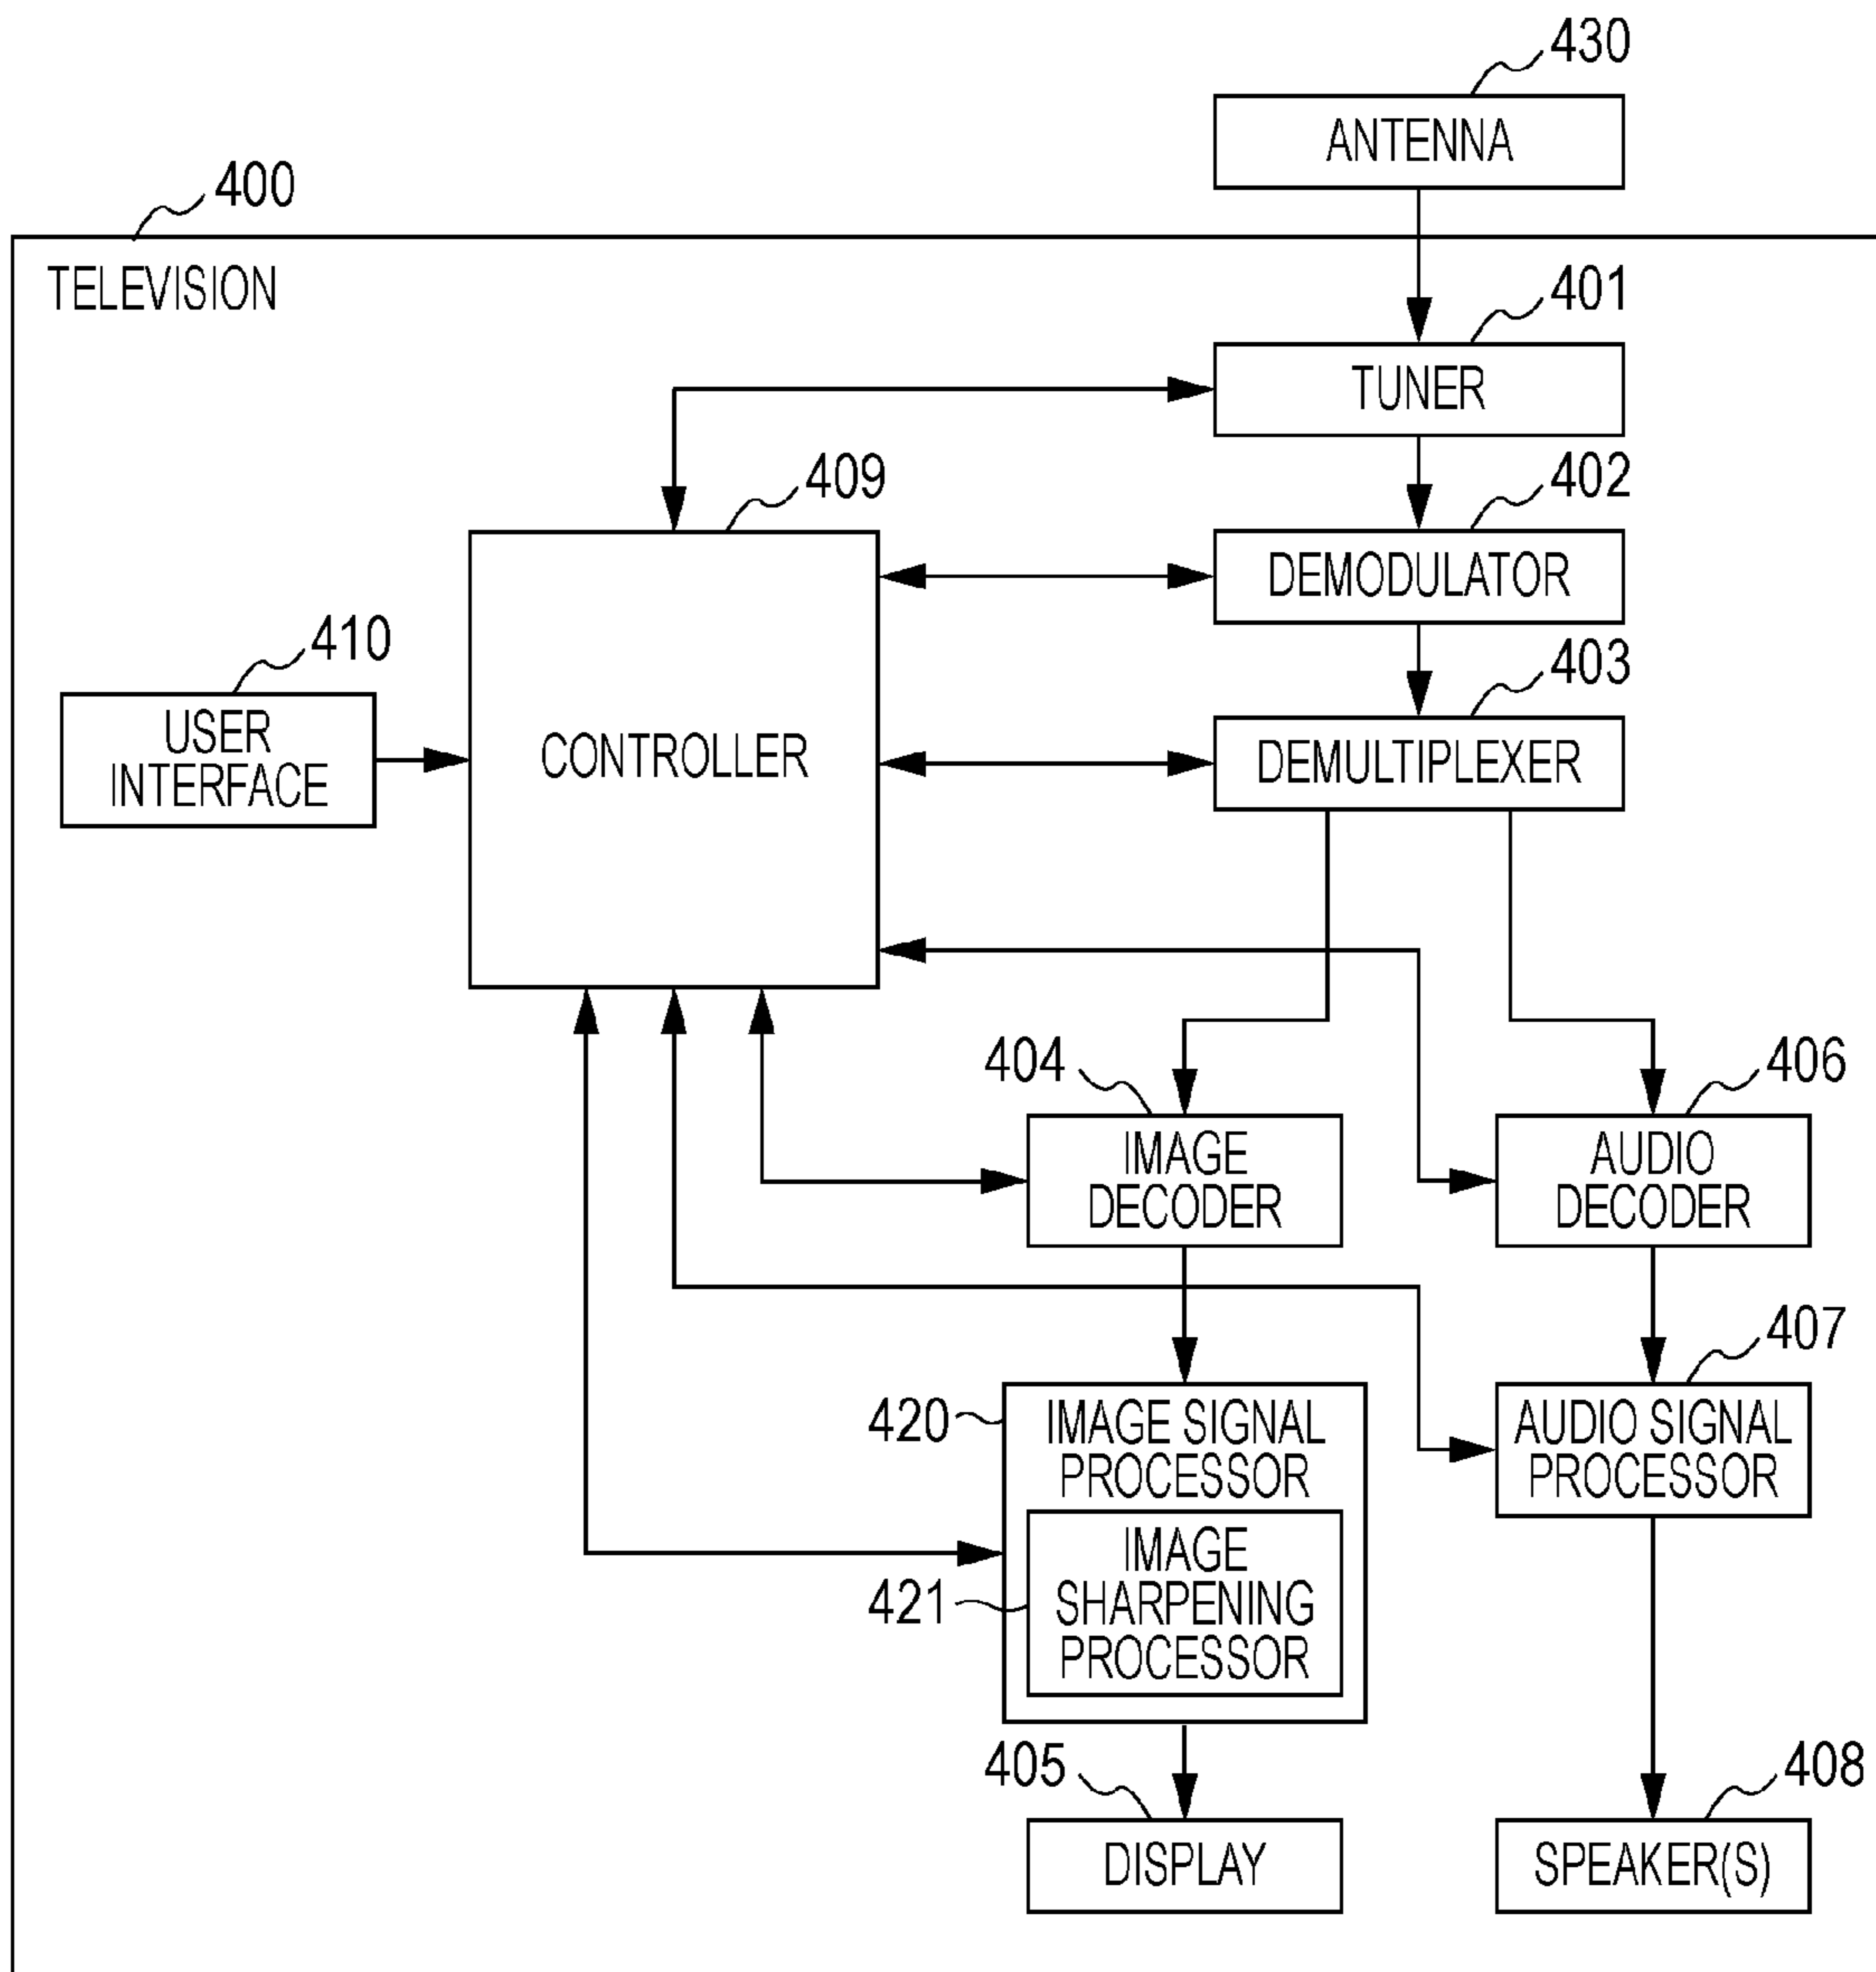 430
ANTENNA
400
TELEVISION
401
TUNER
409
402
DEMODULATOR
410
403
USER
INTERFACE
CONTROLLER
DEMULTIPLEXER
404
406
IMAGE
DECODER
AUDIO
DECODER
407
420
IMAGE SIGNAL
PROCESSOR
AUDIO SIGNAL
PROCESSOR
421
IMAGE
SHARPENING
PROCESSOR
405
408
DISPLAY
SPEAKER(S)